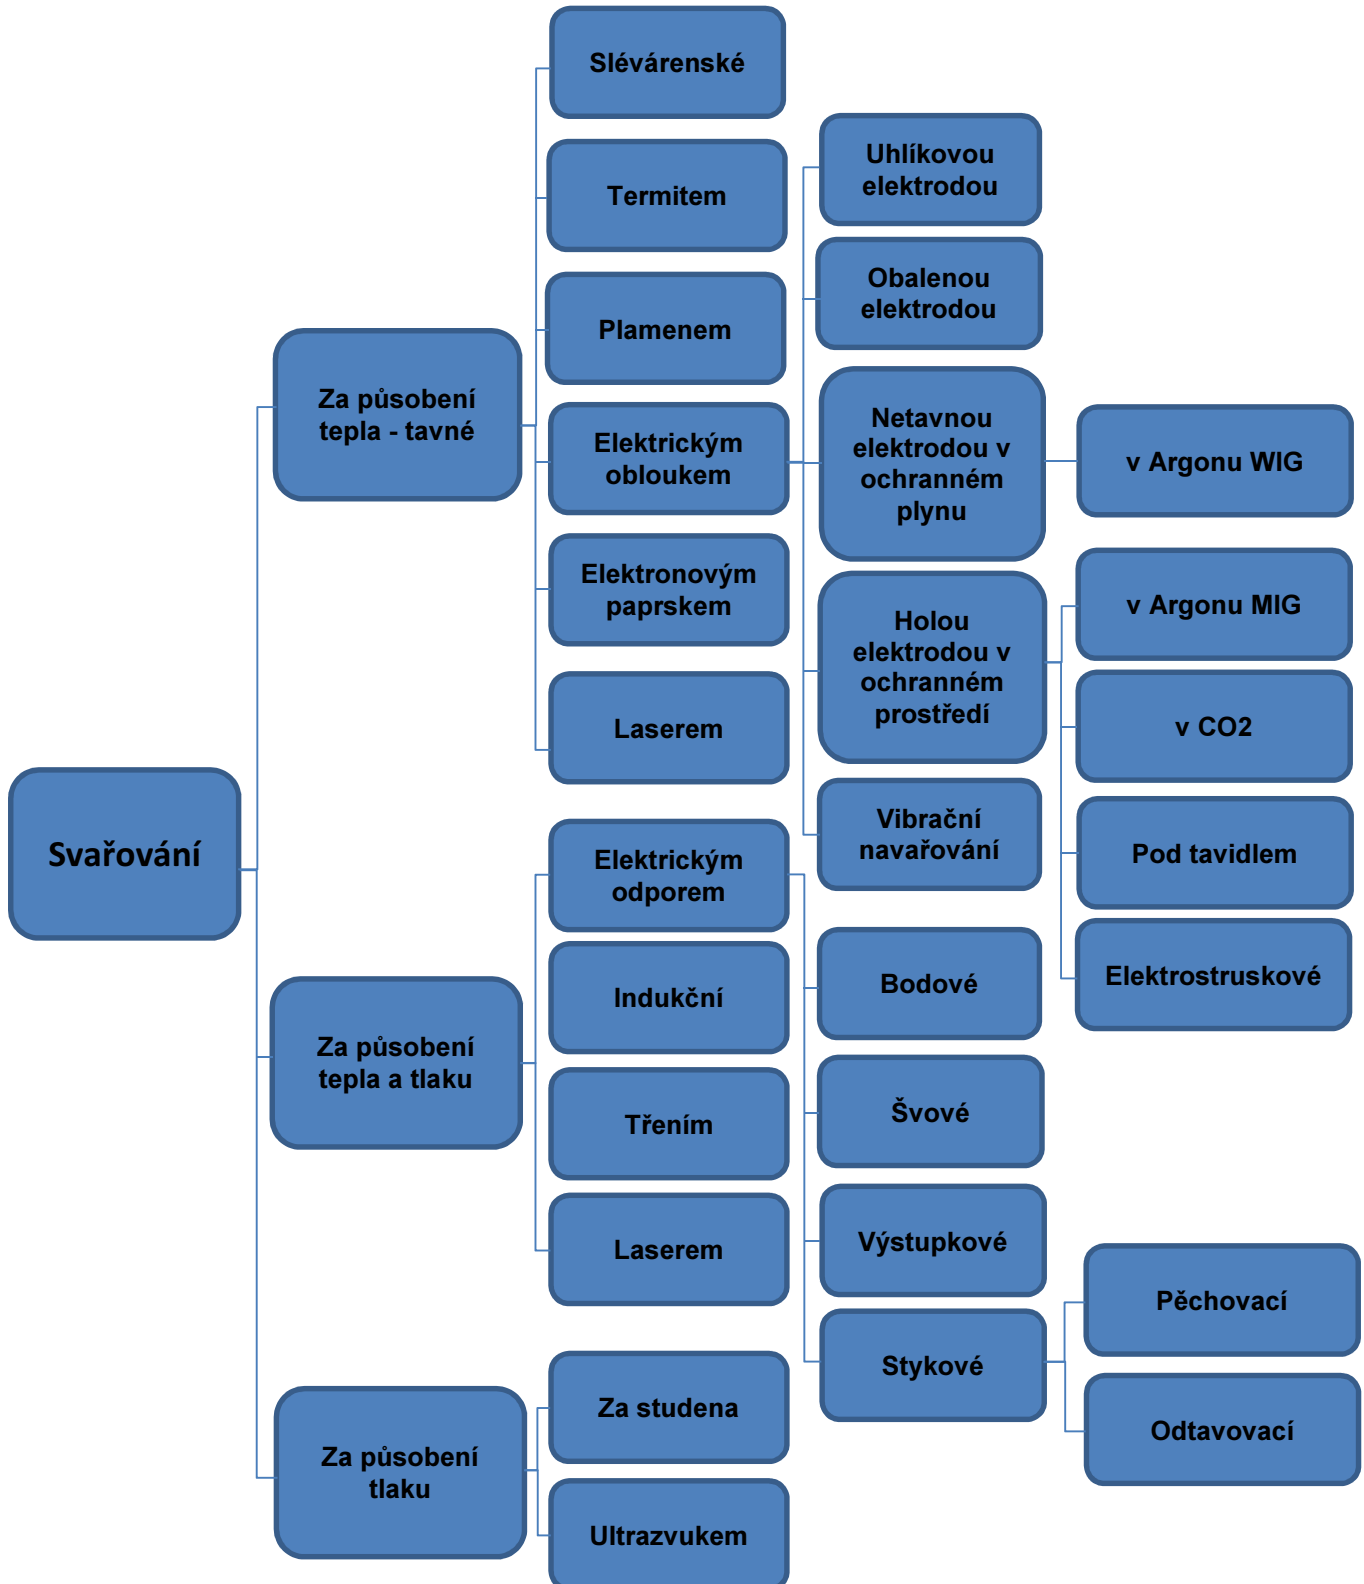 Svařování
Za působení
tepla - tavné
Slévárenské
Termitem
Plamenem
Elektrickým
obloukem
Uhlíkovou
elektrodou
Obalenou
elektrodou
Netavnou
elektrodou v
ochranném
plynu
v Argonu WIG
Holou
elektrodou v
ochranném
prostředí
v Argonu MIG
v CO2
Pod tavidlem
Elektrostruskové
Vibrační
navařování
Elektronovým
paprskem
Laserem
Za působení
tepla a tlaku
Elektrickým
odporem
Bodové
Švové
Výstupkové
Stykové
Pěchovací
Odtavovací
Indukční
Třením
Laserem
Za působení
tlaku
Za studena
Ultrazvukem